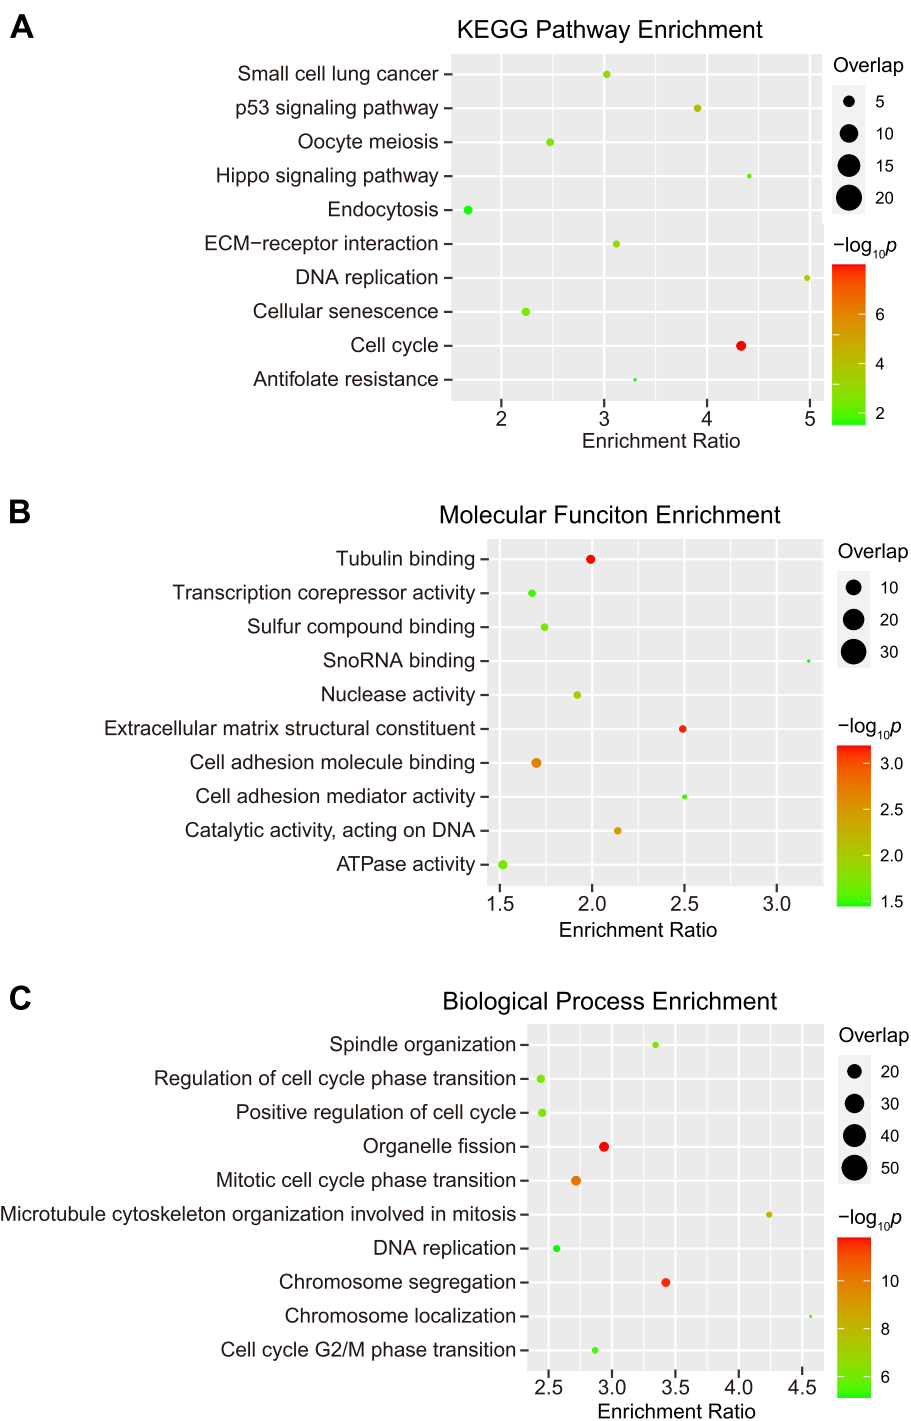 A
KEGG Pathway Enrichment
Small cell lung cancer
p53 signaling pathway
Oocyte meiosis
Hippo signaling pathway
Endocytosis
ECM−receptor interaction
DNA replication
Cellular senescence
Cell cycle
Antifolate resistance
2 3 4 5
Enrichment Ratio
Overlap
5
10
15
20
−log10p
6
4
2
B
Molecular Funciton Enrichment
Tubulin binding
Transcription corepressor activity
Sulfur compound binding
SnoRNA binding
Nuclease activity
Extracellular matrix structural constituent
Cell adhesion molecule binding
Cell adhesion mediator activity
Catalytic activity, acting on DNA
ATPase activity
1.5 2.0 2.5 3.0
Enrichment Ratio
Overlap
10
20
30
−log10p
3.0
2.5
2.0
1.5
C
Biological Process Enrichment
Spindle organization
Regulation of cell cycle phase transition
Positive regulation of cell cycle
Organelle fission
Mitotic cell cycle phase transition
Microtubule cytoskeleton organization involved in mitosis
DNA replication
Chromosome segregation
Chromosome localization
Cell cycle G2/M phase transition
2.5 3.0 3.5 4.0 4.5
Enrichment Ratio
Overlap
20
30
40
50
−log10p
10
8
6